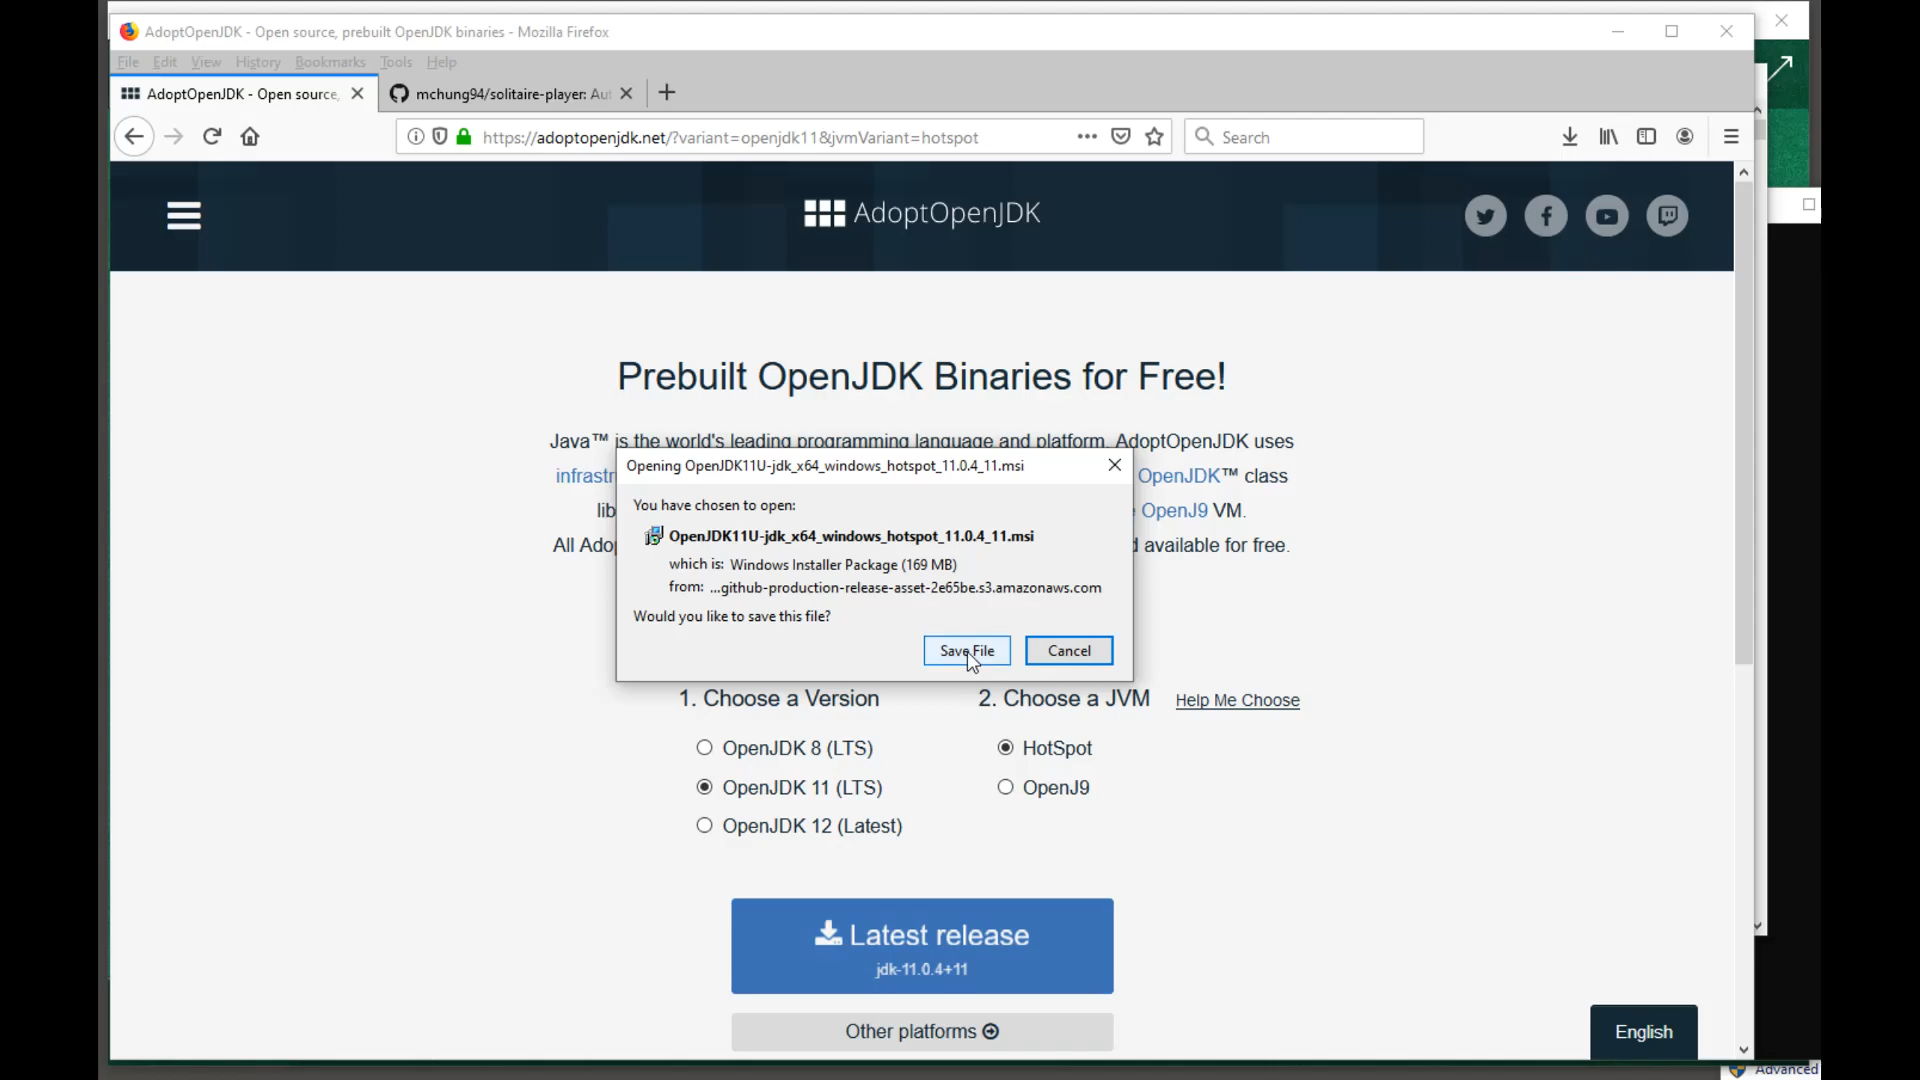 AdoptOpenJDK - Open source, prebuilt OpenJDK binaries - Mozilla Firefox
File Edit View History Bookmarks Tools Help
AdoptOpenJDK - Open source,
mchung94/solitaire-player: Aut
https://adoptopenjdk.net/?variant=openjdk11&jvmVariant=hotspot
Search
AdoptOpenJDK
Prebuilt OpenJDK Binaries for Free!
Java™ is the world's leading programming language and platform. AdoptOpenJDK uses
infrastr OpenJDK™ class
lib OpenJ9 VM.
All Ado available for free.
Opening OpenJDK11U-jdk_x64_windows_hotspot_11.0.4_11.msi
You have chosen to open:
OpenJDK11U-jdk_x64_windows_hotspot_11.0.4_11.msi
which is: Windows Installer Package (169 MB)
from: ...github-production-release-asset-2e65be.s3.amazonaws.com
Would you like to save this file?
Save File
Cancel
1. Choose a Version
2. Choose a JVM
Help Me Choose
OpenJDK 8 (LTS)
HotSpot
OpenJDK 11 (LTS)
OpenJ9
OpenJDK 12 (Latest)
Latest release
jdk-11.0.4+11
Other platforms
English
Advanced